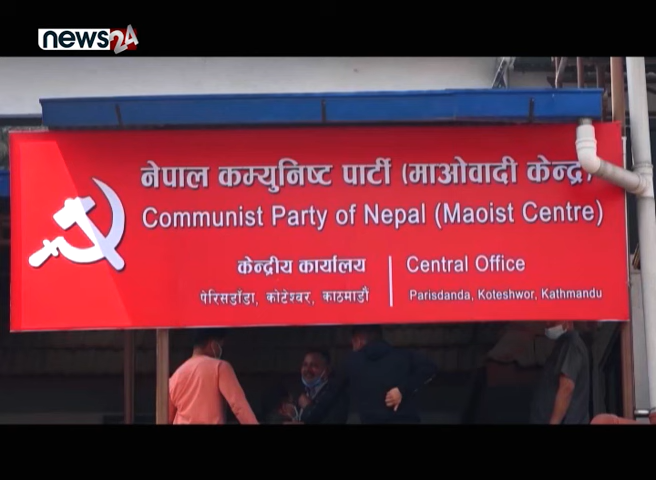 news24
नेपाल कम्युनिष्ट पार्टी (माओवादी केन्द्र)
Communist Party of Nepal (Maoist Centre)
केन्द्रीय कार्यालय
पेरिसडाँडा, कोटेश्वर, काठमाडौं
Central Office
Parisdanda, Koteshwor, Kathmandu